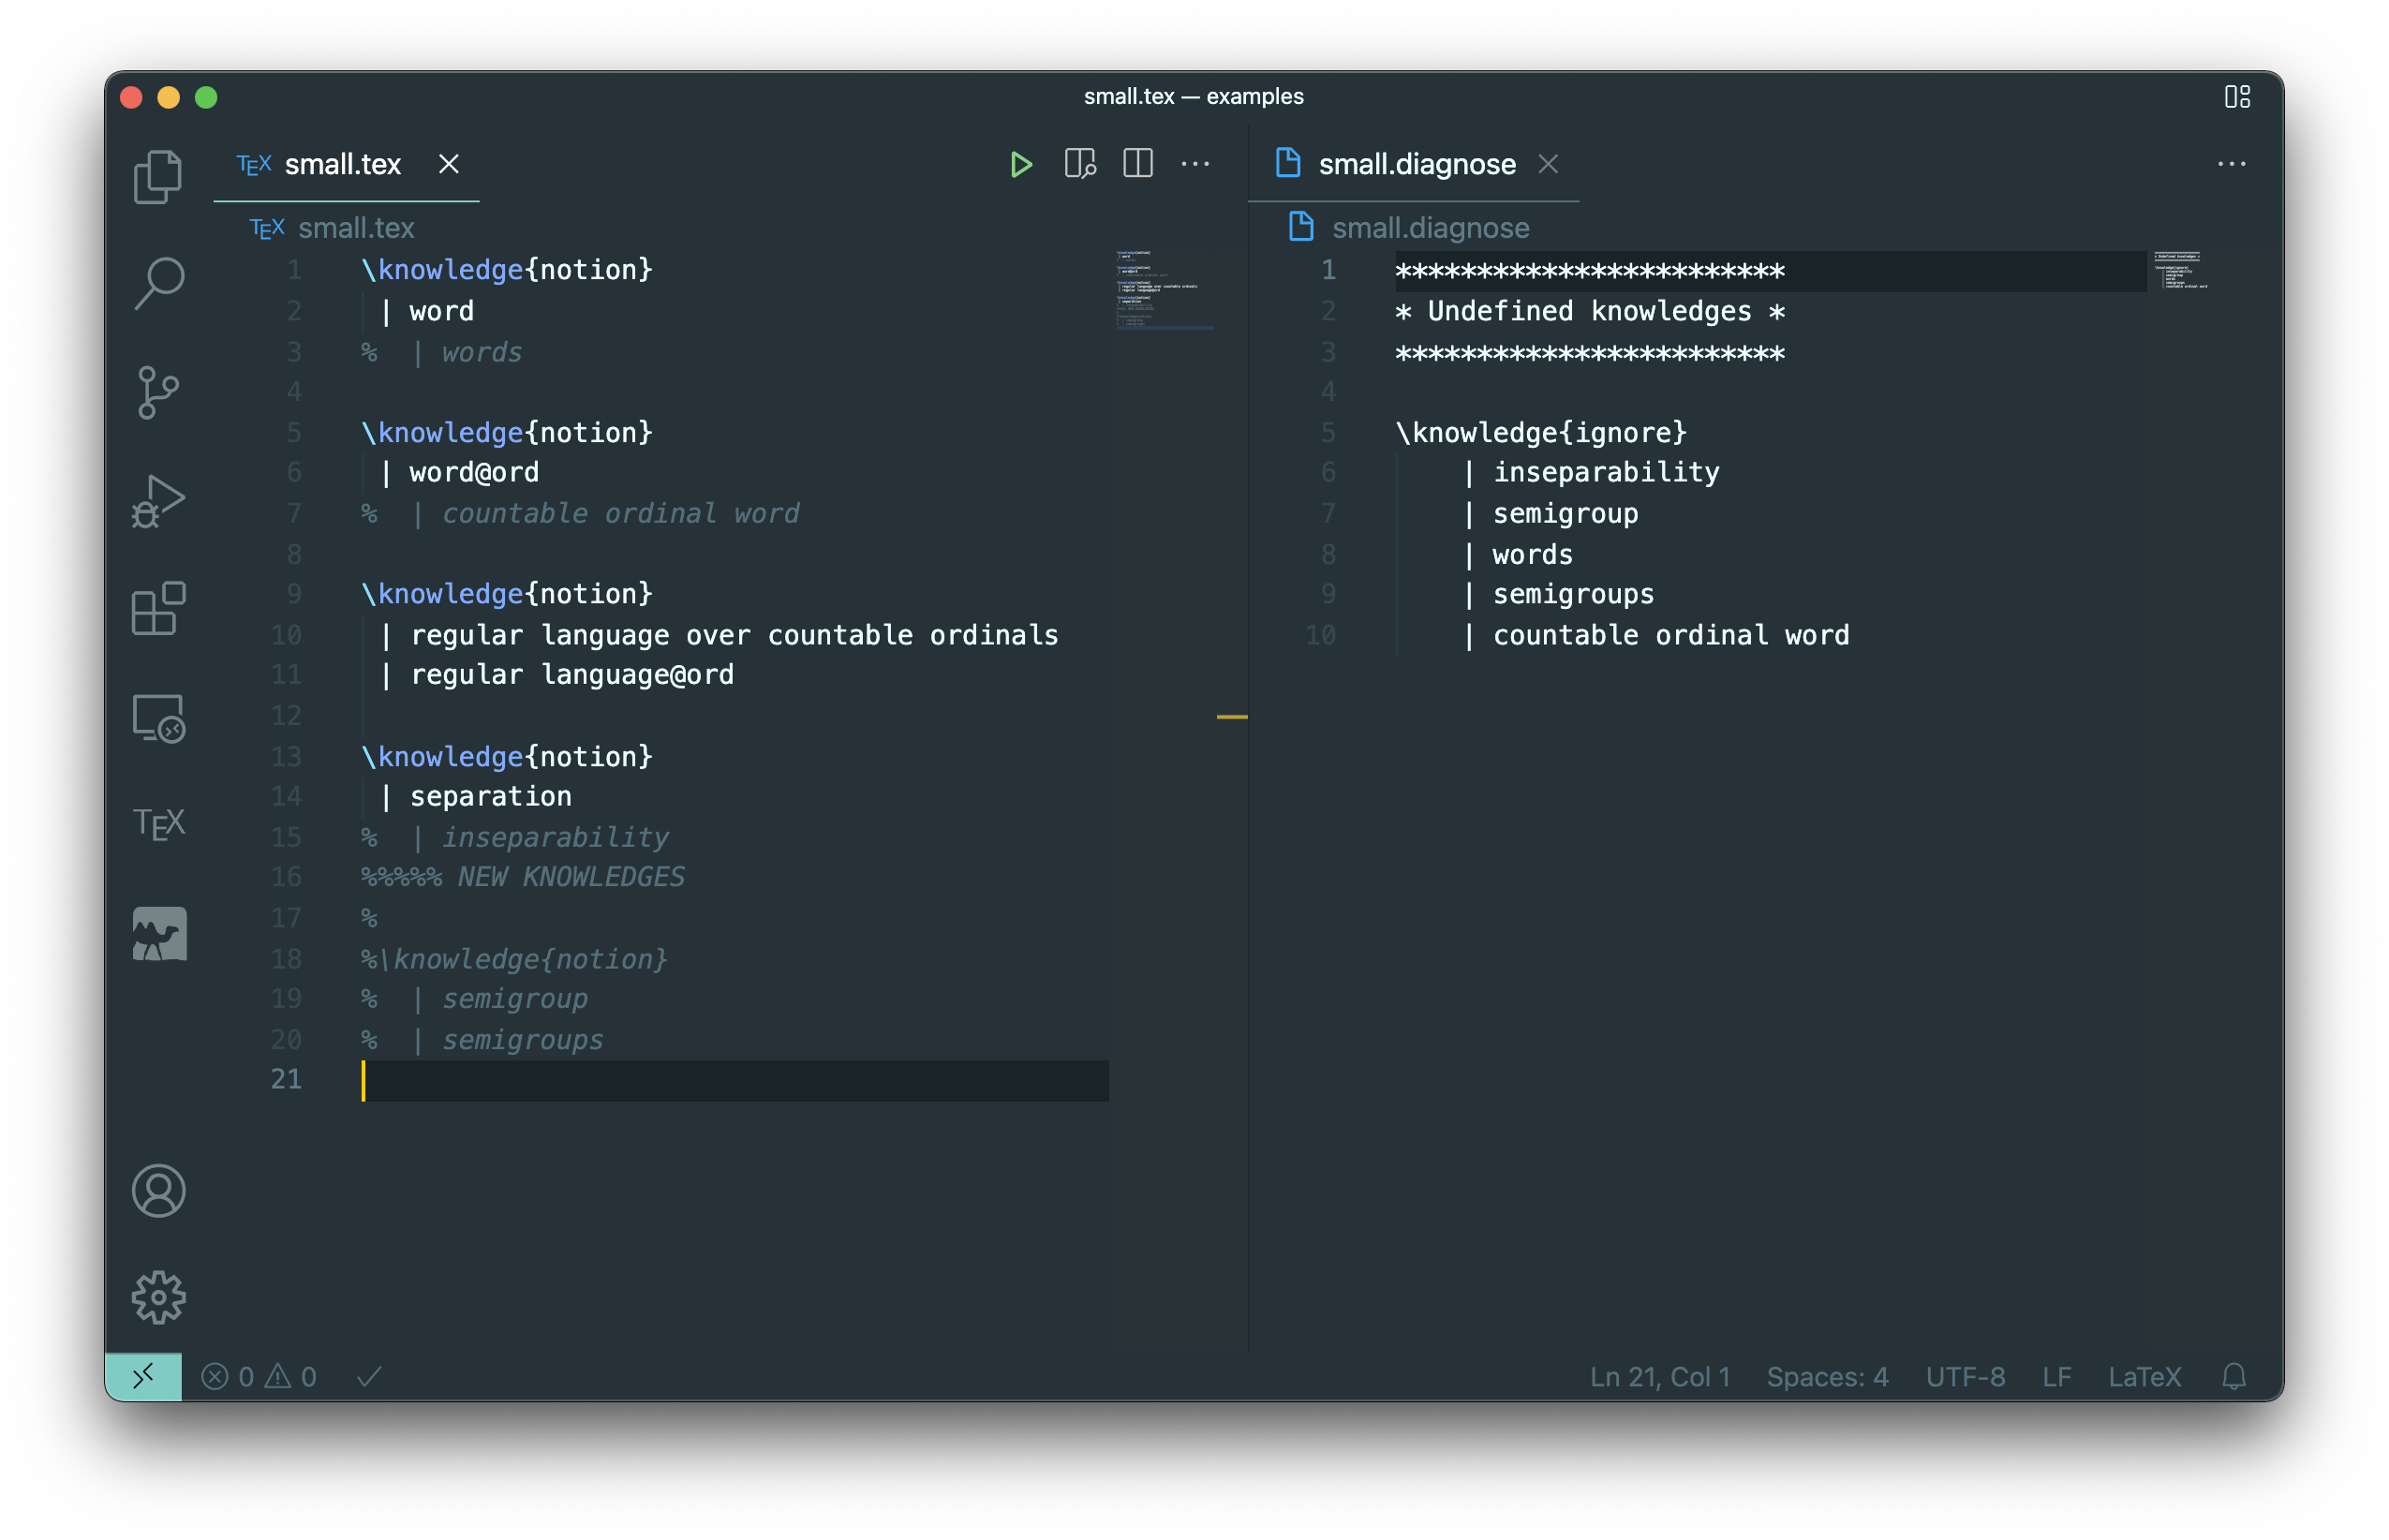 small.tex — examples
TEX small.tex
TEX small.tex
1 \knowledge{notion}
2 | word
3 %  | words
4
5 \knowledge{notion}
6 | word@ord
7 %  | countable ordinal word
8
9 \knowledge{notion}
10 | regular language over countable ordinals
11 | regular language@ord
12
13 \knowledge{notion}
14 | separation
15 %  | inseparability
16 %%%%% NEW KNOWLEDGES
17 %
18 %\knowledge{notion}
19 %  | semigroup
20 %  | semigroups
21
small.diagnose
small.diagnose
1 ************************
2 * Undefined knowledges *
3 ************************
4
5 \knowledge{ignore}
6     | inseparability
7     | semigroup
8     | words
9     | semigroups
10     | countable ordinal word
TEX
0 0
Ln 21, Col 1 Spaces: 4 UTF-8 LF LaTeX